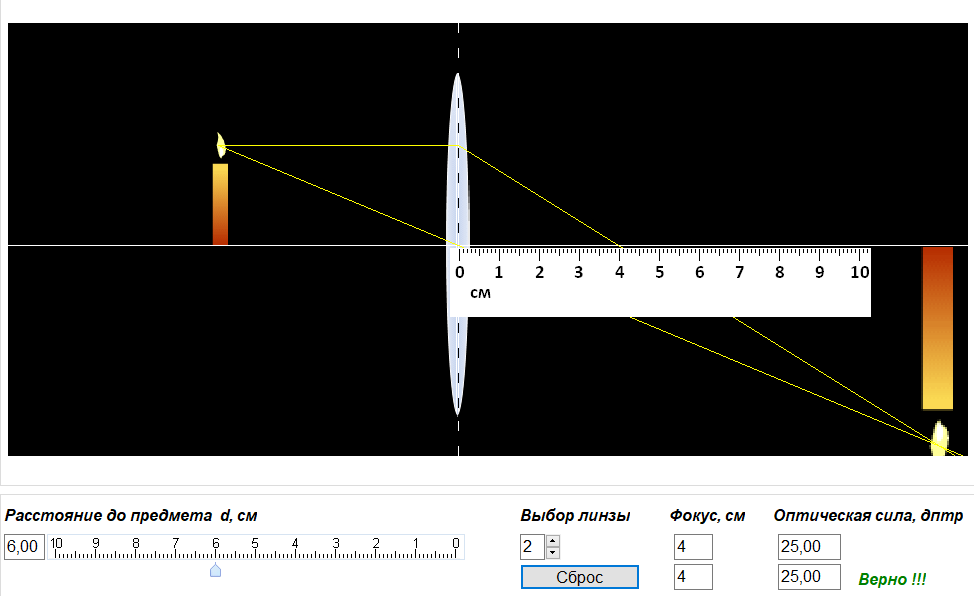 0 1 2 3 4 5 6 7 8 9 10
см
Расстояние до предмета d, см
Выбор линзы
Фокус, см
Оптическая сила, дптр
6,00
10 9 8 7 6 5 4 3 2 1 0
2
4
25,00
Сброс
4
25,00
Верно !!!